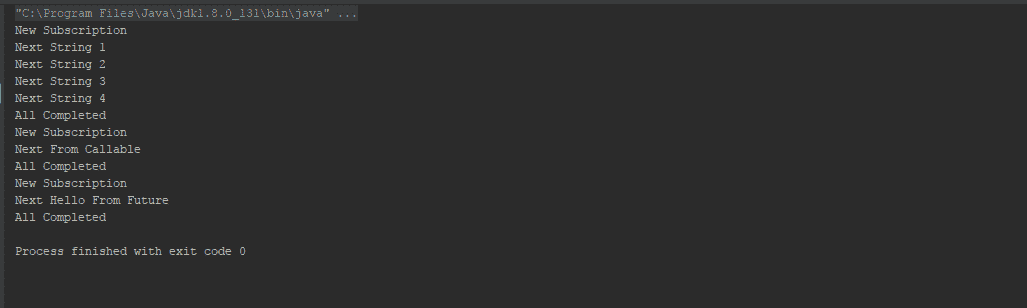 "C:\Program Files\Java\jdk1.8.0_131\bin\java" ...
New Subscription
Next String 1
Next String 2
Next String 3
Next String 4
All Completed
New Subscription
Next From Callable
All Completed
New Subscription
Next Hello From Future
All Completed
Process finished with exit code 0